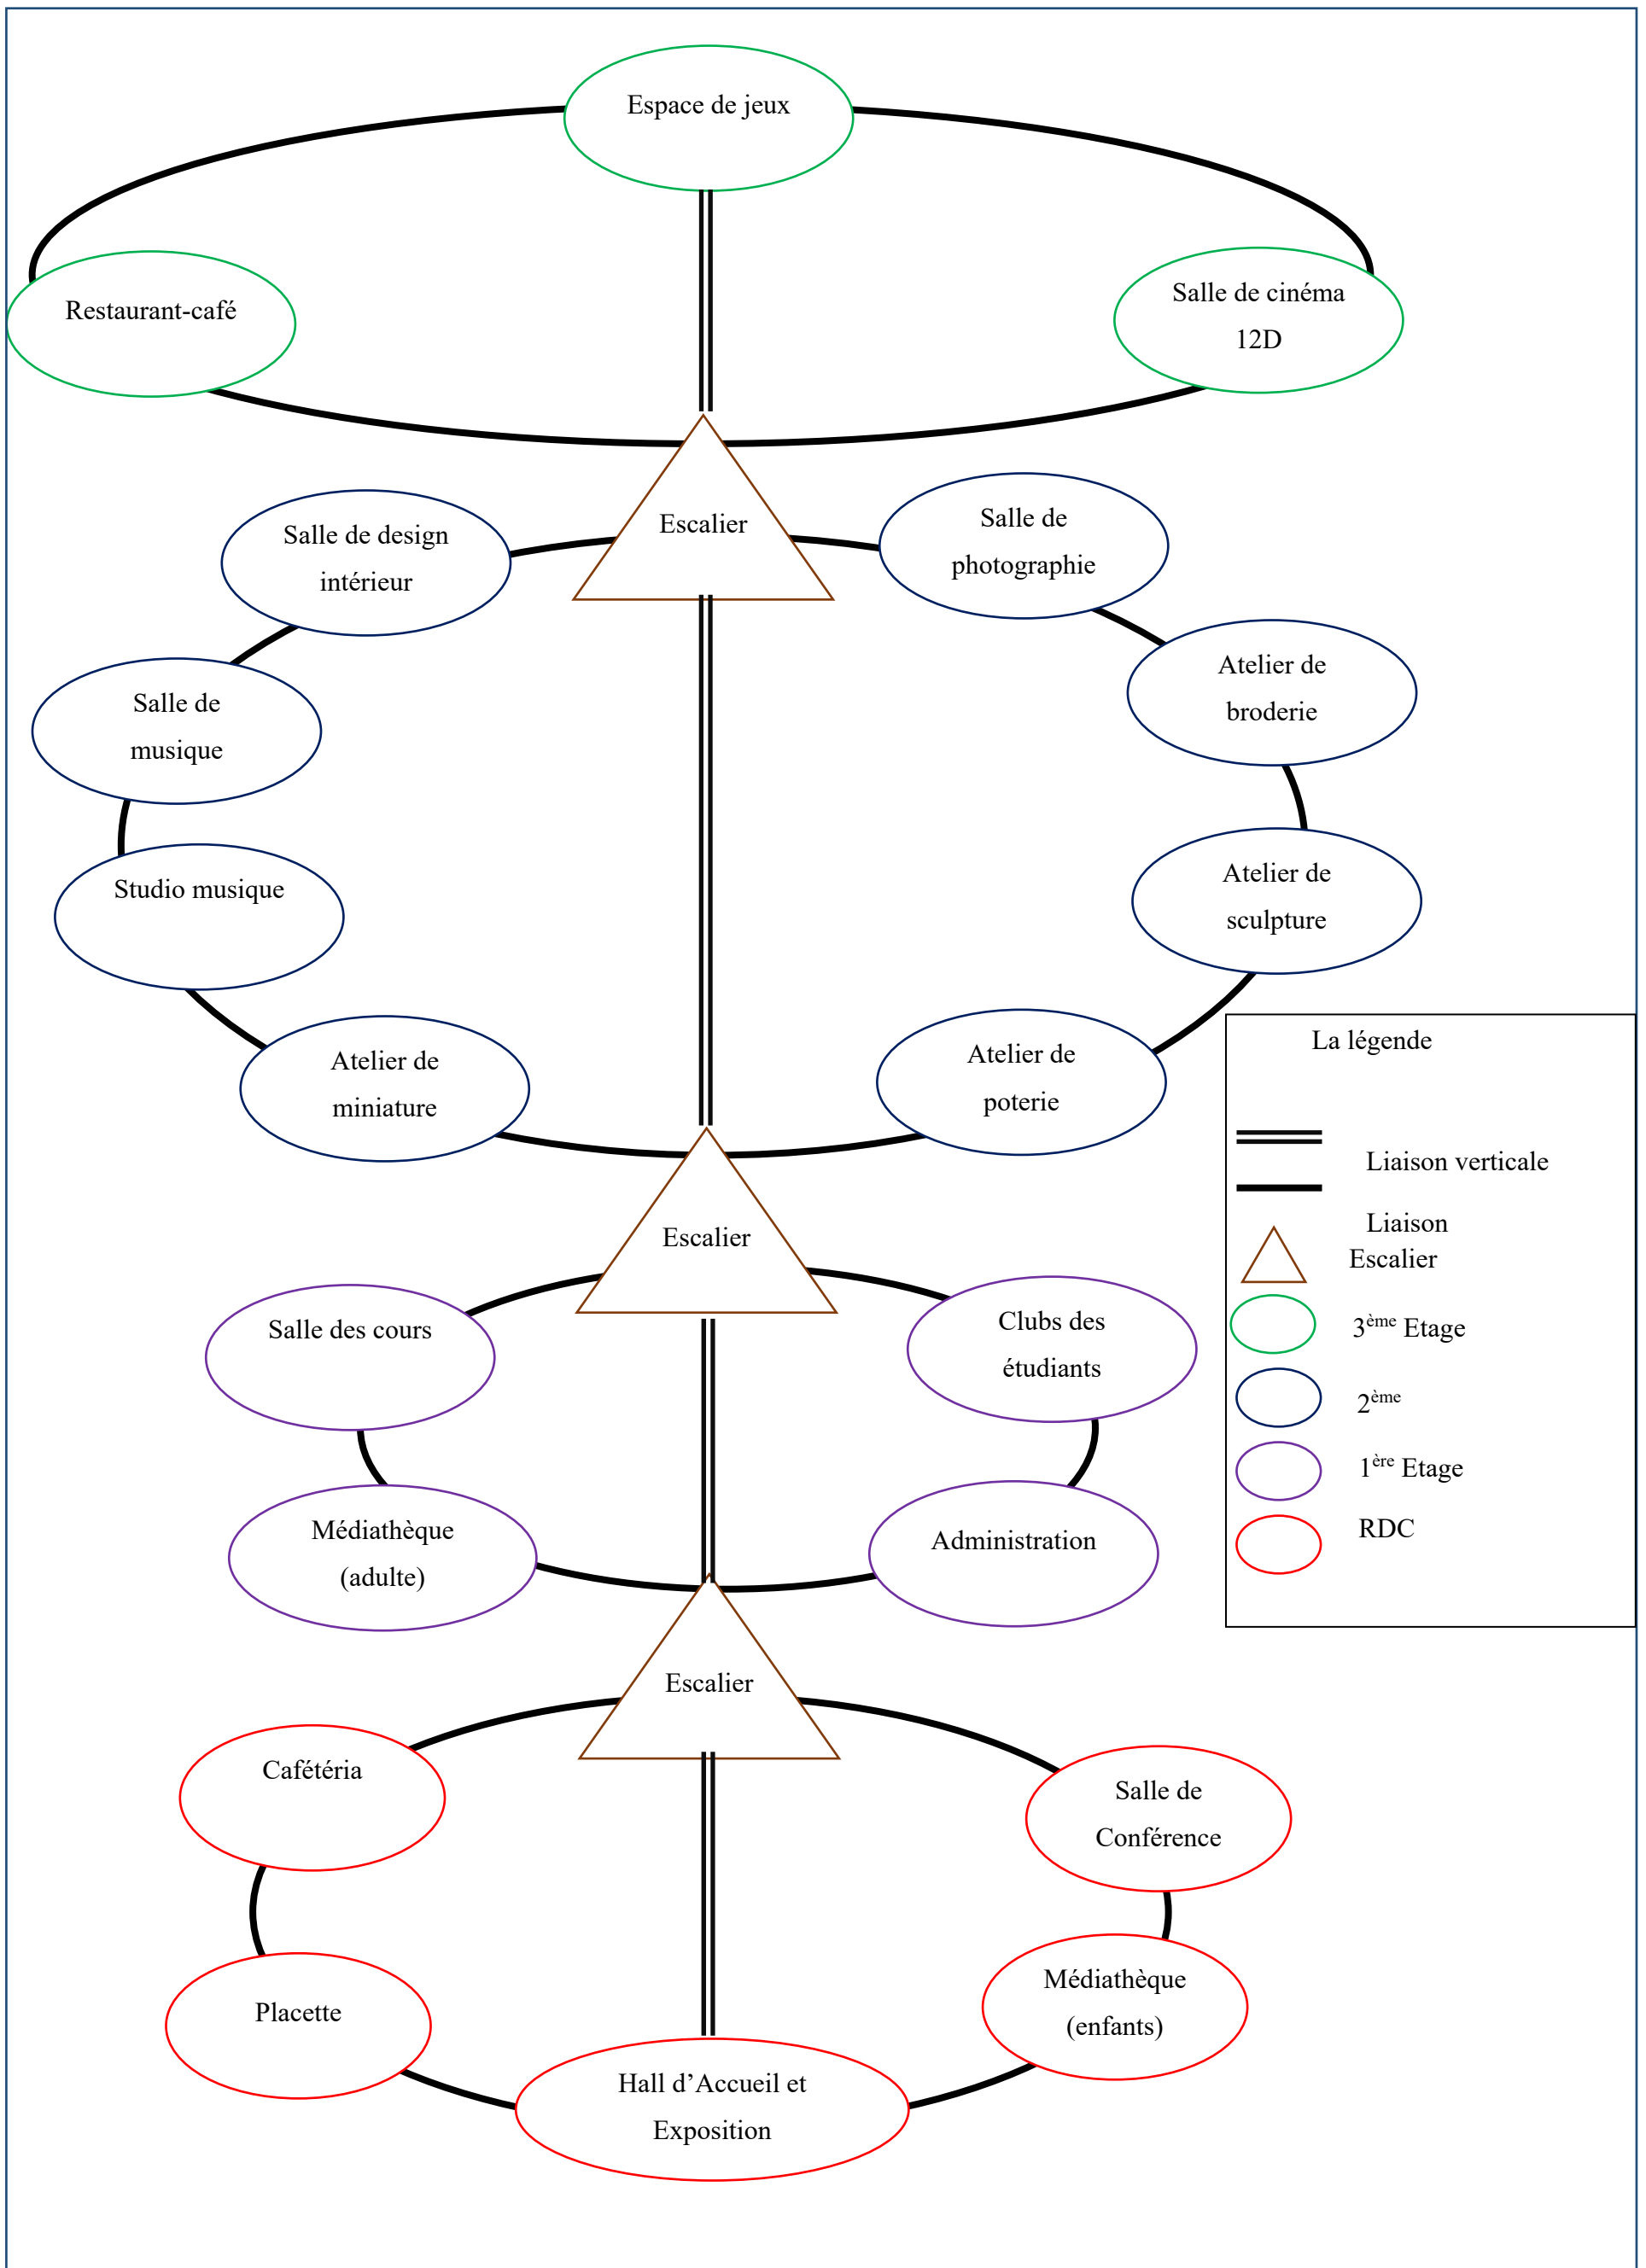 Espace de jeux
Restaurant-café
Salle de cinéma
12D
Escalier
Salle de design
intérieur
Salle de
photographie
Salle de
musique
Atelier de
broderie
Studio musique
Atelier de
sculpture
Atelier de
miniature
Atelier de
poterie
Escalier
Salle des cours
Clubs des
étudiants
Médiathèque
(adulte)
Administration
Escalier
Cafétéria
Salle de
Conférence
Placette
Médiathèque
(enfants)
Hall d’Accueil et
Exposition
La légende
Liaison verticale
Liaison
Escalier
3ème Etage
2ème
1ère Etage
RDC